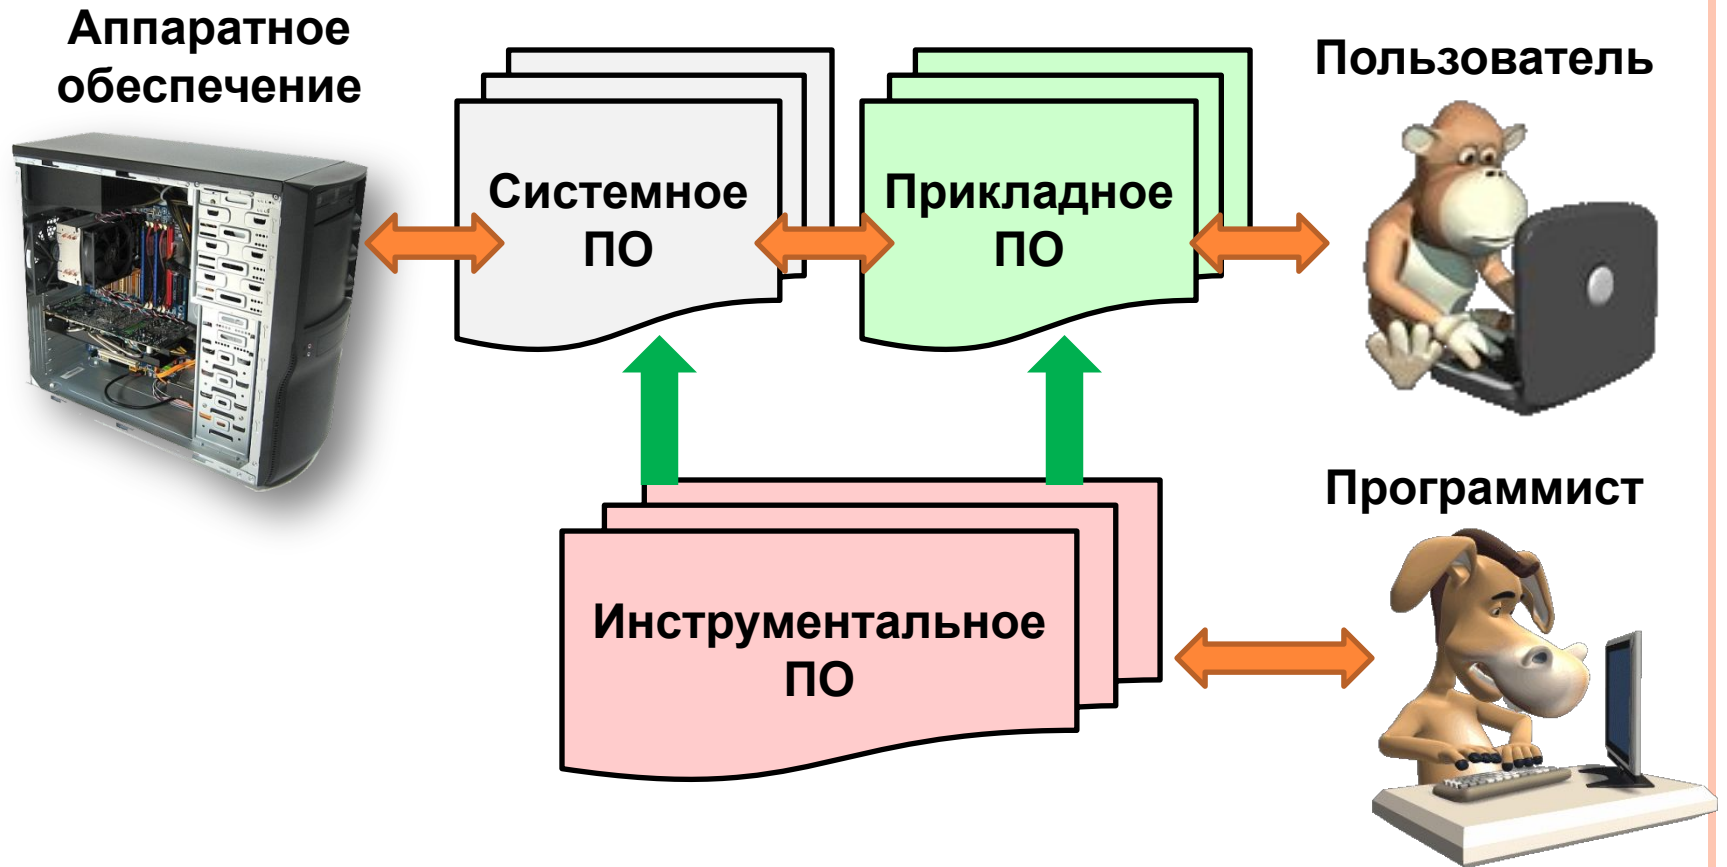 Аппаратное
обеспечение
Системное
ПО
Прикладное
ПО
Пользователь
Программист
Инструментальное
ПО